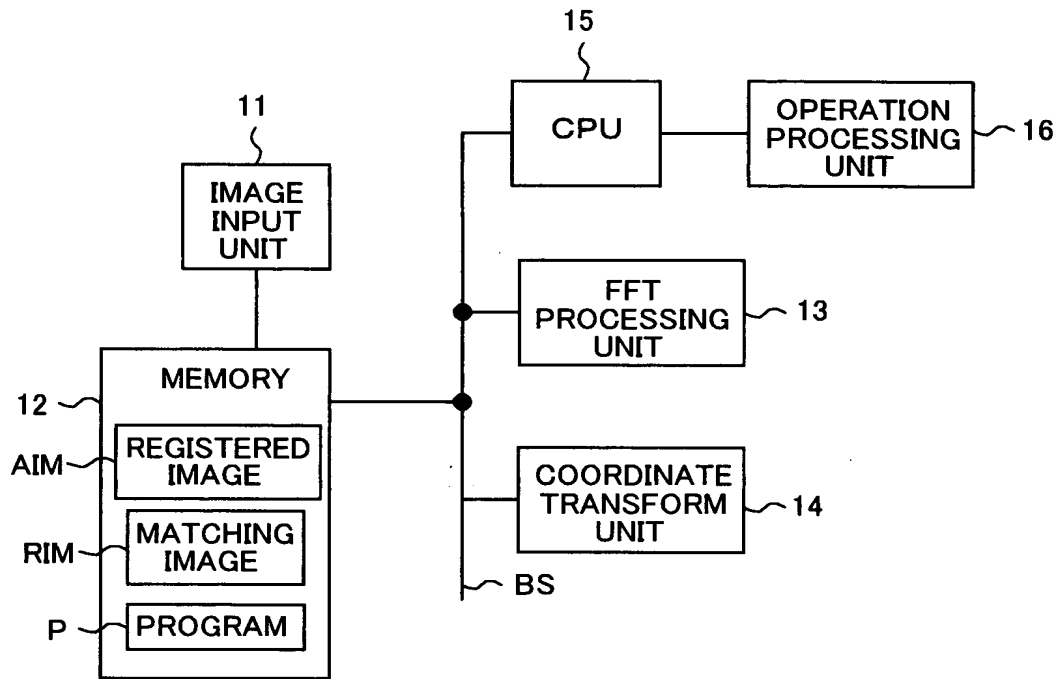 15
CPU
OPERATION
PROCESSING
UNIT
16
11
IMAGE
INPUT
UNIT
FFT
PROCESSING
UNIT
13
12
MEMORY
AIM
REGISTERED
IMAGE
RIM
MATCHING
IMAGE
P
PROGRAM
COORDINATE
TRANSFORM
UNIT
14
BS